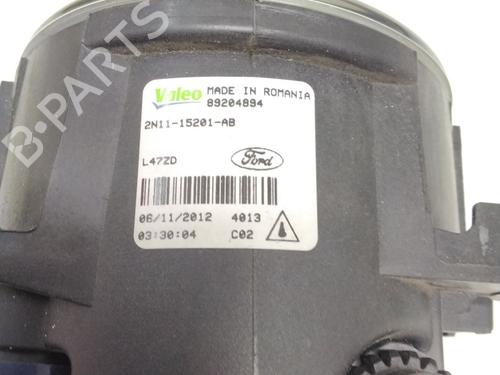 B-PARTS
Valeo MADE IN ROMANIA
89204894
2N11-15201-AB
L47ZD Ford
06/11/2012 4013
03:30:04 C02